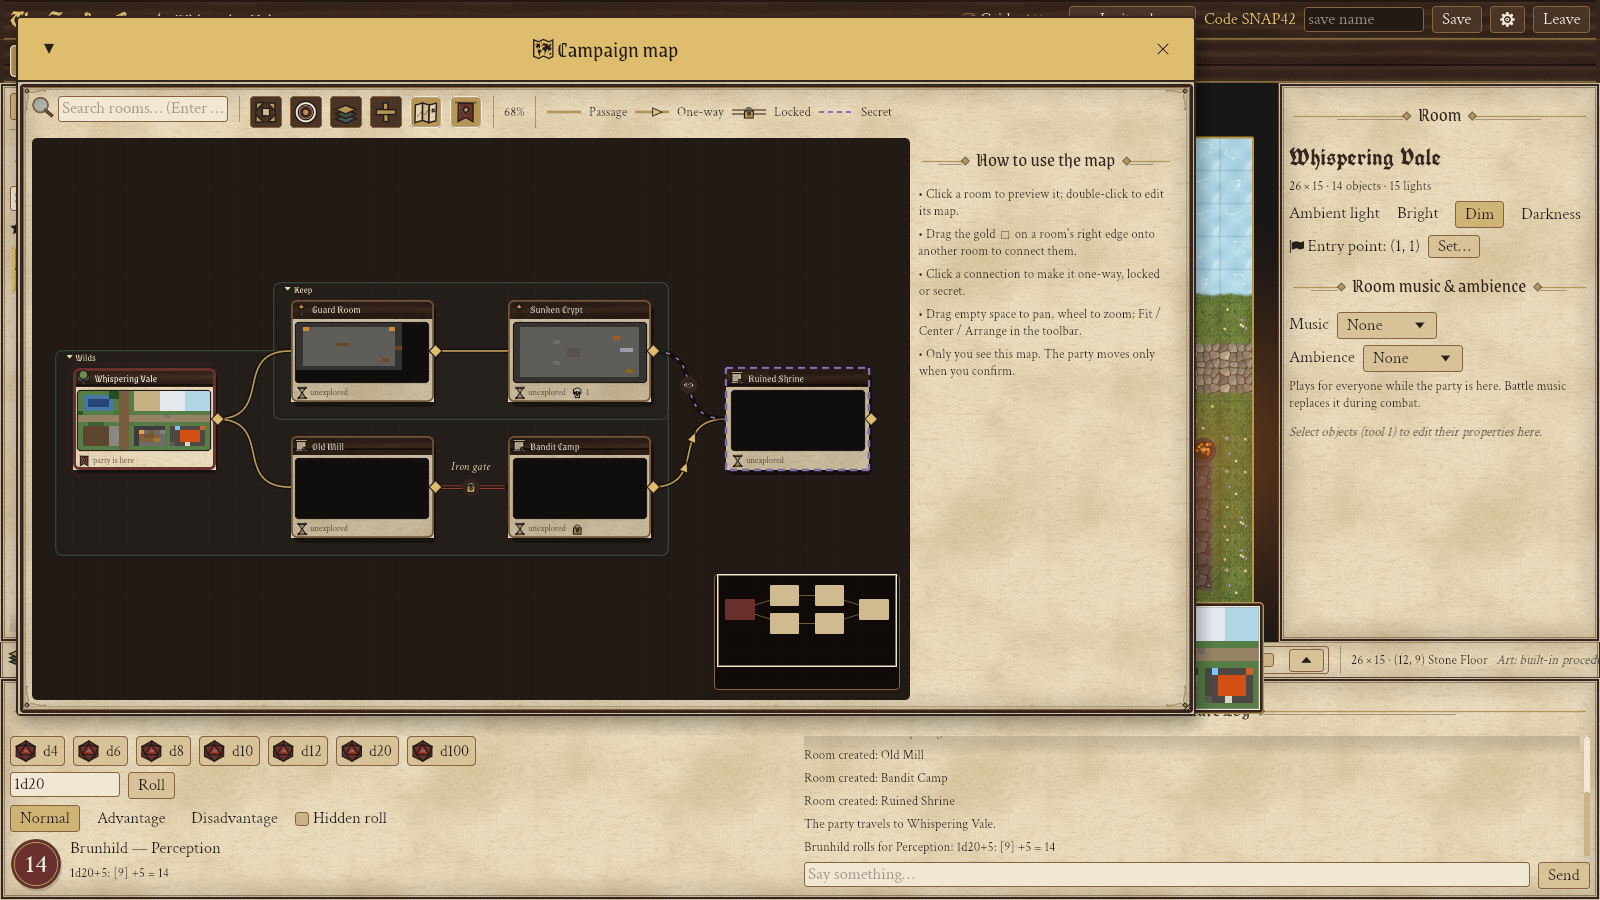 Campaign map
Code SNAP42
save name
Save
Leave
Search rooms... (Enter ...
68%
Passage
One-way
Locked
Secret
How to use the map
• Click a room to preview it; double-click to edit
its map.
• Drag the gold □ on a room's right edge onto
another room to connect them.
• Click a connection to make it one-way, locked
or secret.
• Drag empty space to pan, wheel to zoom; Fit /
Center / Arrange in the toolbar.
• Only you see this map. The party moves only
when you confirm.
Keep
Guard Room
unexplored
Sunken Crypt
unexplored
1
Wilds
Whispering Vale
party is here
Ruined Shrine
unexplored
Old Mill
unexplored
Iron gate
Bandit Camp
unexplored
Room
Whispering Vale
26 × 15 · 14 objects · 15 lights
Ambient light
Bright
Dim
Darkness
Entry point: (1, 1)
Set...
Room music & ambience
Music
None
Ambience
None
Plays for everyone while the party is here. Battle music
replaces it during combat.
Select objects (tool 1) to edit their properties here.
26 × 15 · (12, 9) Stone Floor
Art: built-in
d4
d6
d8
d10
d12
d20
d100
1d20
Roll
Normal
Advantage
Disadvantage
Hidden roll
14
Brunhild — Perception
1d20+5: [9] +5 = 14
Room created: Old Mill
Room created: Bandit Camp
Room created: Ruined Shrine
The party travels to Whispering Vale.
Brunhild rolls for Perception: 1d20+5: [9] +5 = 14
Say something...
Send